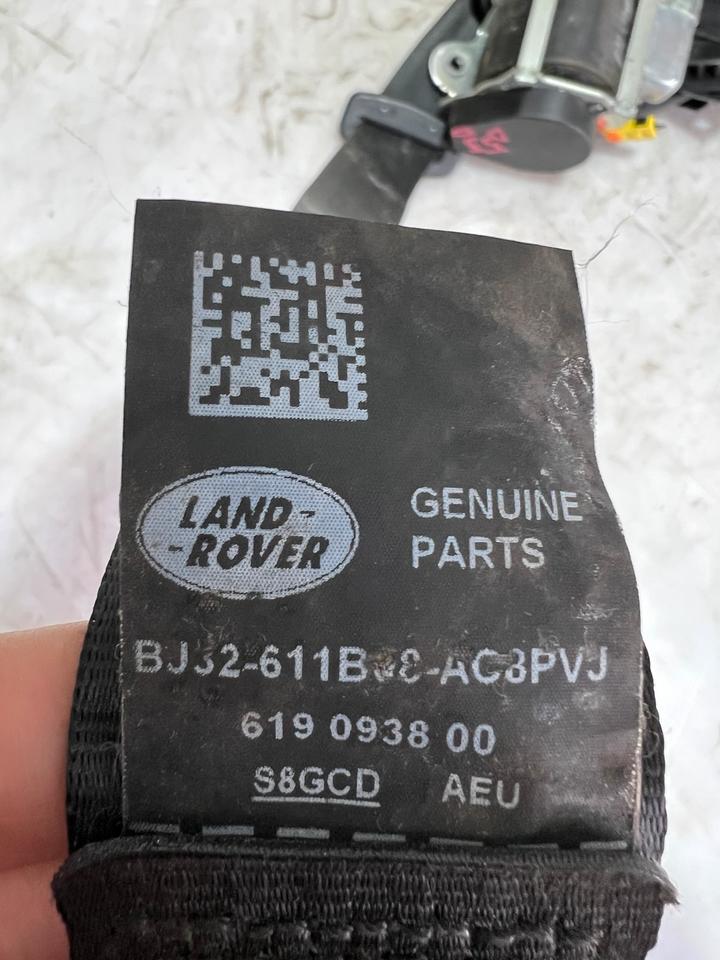 LAND-
-ROVER
GENUINE
PARTS
619 0938 00
S8GCD AEU